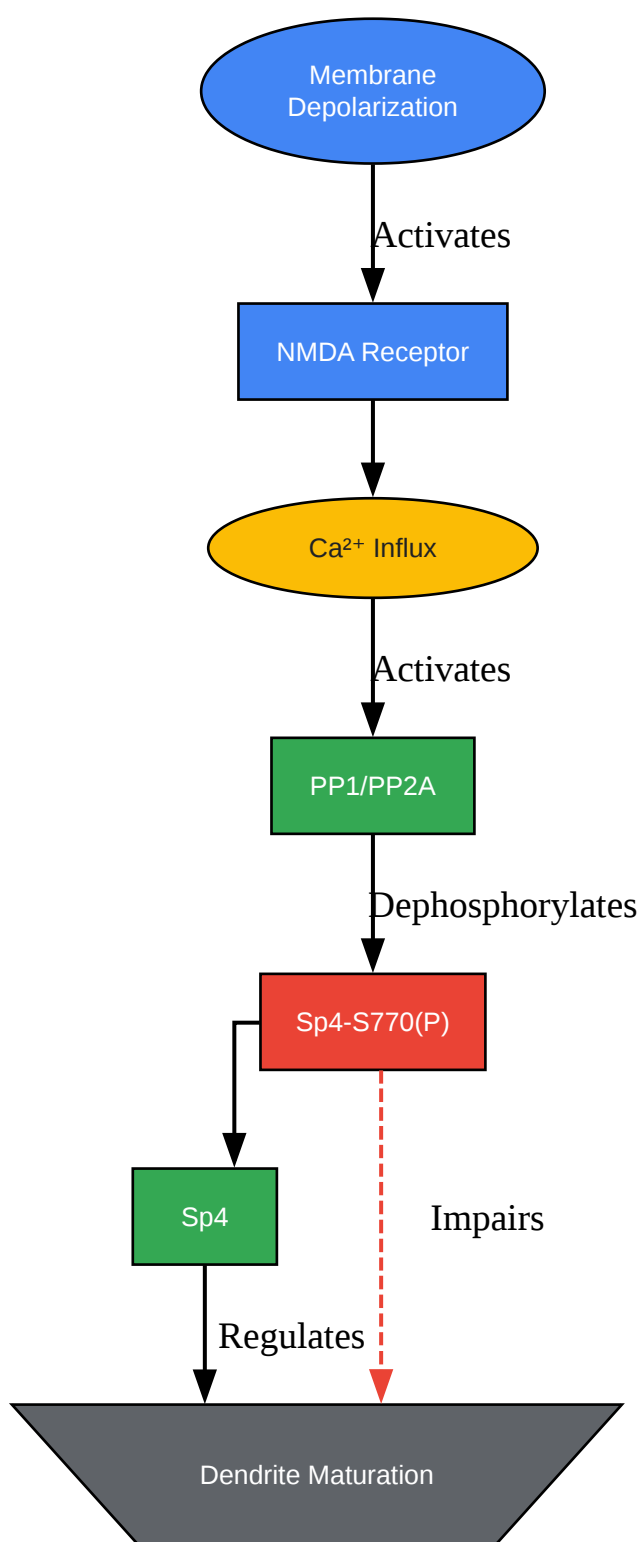 Membrane
Depolarization
Activates
NMDA Receptor
Ca²⁺ Influx
Activates
PP1/PP2A
Dephosphorylates
Sp4-S770(P)
Sp4
Impairs
Regulates
Dendrite Maturation